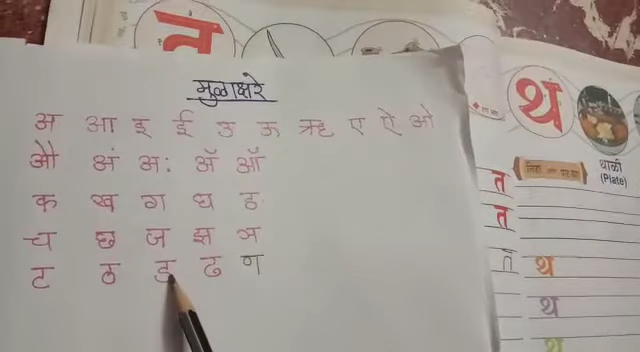 मुळाक्षरे
अ आ इ ई उ ऊ ऋ ए ऐ ओ
औ अं अः अ‍ॅ ऑ
क ख ग घ ङ
च छ ज झ ञ
ट ठ ड ढ ण
त
थ
थाळी
(Plate)
त
त
त
थ
थ
थ